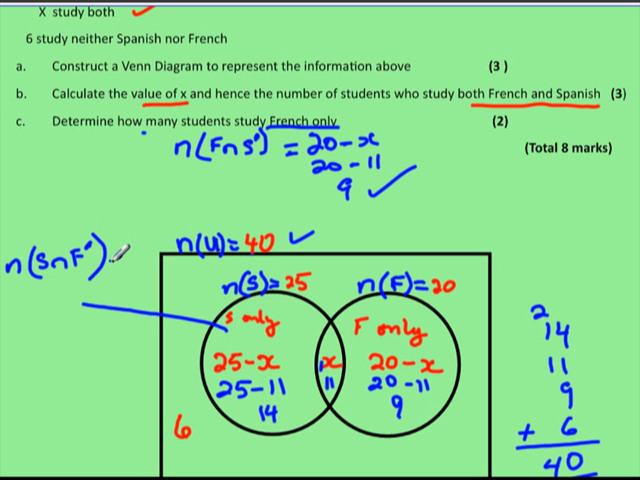 X study both
6 study neither Spanish nor French
a. Construct a Venn Diagram to represent the information above (3 )
b. Calculate the value of x and hence the number of students who study both French and Spanish (3)
c. Determine how many students study French only (2)
(Total 8 marks)
n(F∩S') = 20-x
20-11
9
n(S∩F')
n(U)=40
n(S)=25 n(F)=20
S only F only
25-x x 20-x
25-11 11 20-11
14 9
6
2
14
11
9
+ 6
40